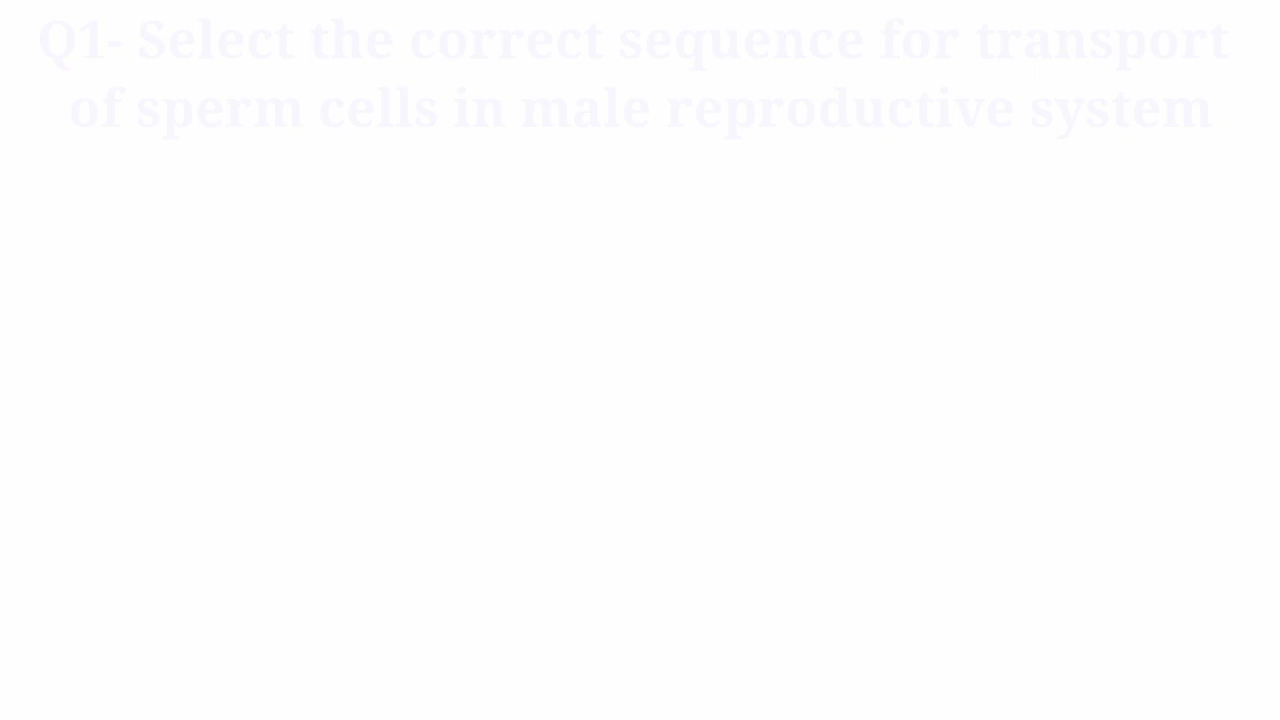 Q1- Select the correct sequence for transport
of sperm cells in male reproductive system